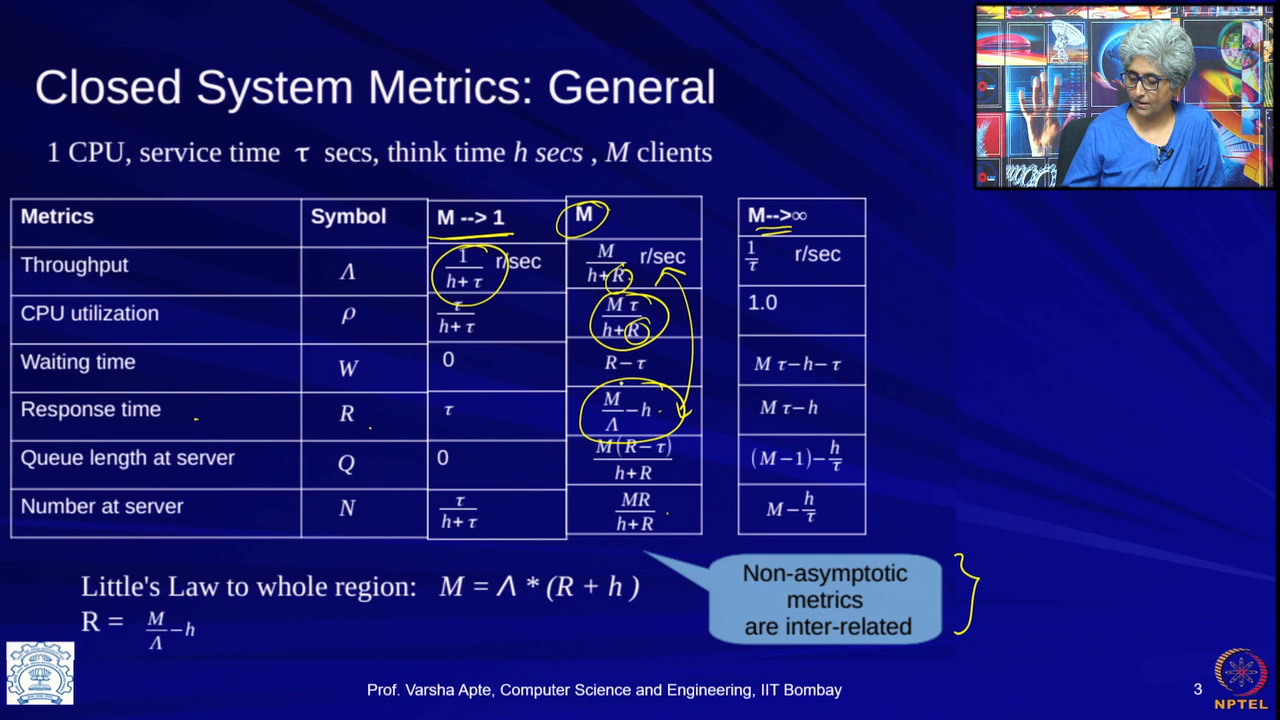 Closed System Metrics: General
1 CPU, service time τ secs, think time h secs , M clients
Metrics Symbol M --> 1 M M-->∞
Throughput Λ 1/(h+τ) r/sec M/(h+R) r/sec 1/τ r/sec
CPU utilization ρ τ/(h+τ) Mτ/(h+R) 1.0
Waiting time W 0 R−τ Mτ−h−τ
Response time R τ M/Λ−h Mτ−h
Queue length at server Q 0 M(R−τ)/(h+R) (M−1)−h/τ
Number at server N τ/(h+τ) MR/(h+R) M−h/τ
Little's Law to whole region: M = Λ * (R + h )
R = M/Λ−h
Non-asymptotic
metrics
are inter-related
Prof. Varsha Apte, Computer Science and Engineering, IIT Bombay
3
NPTEL